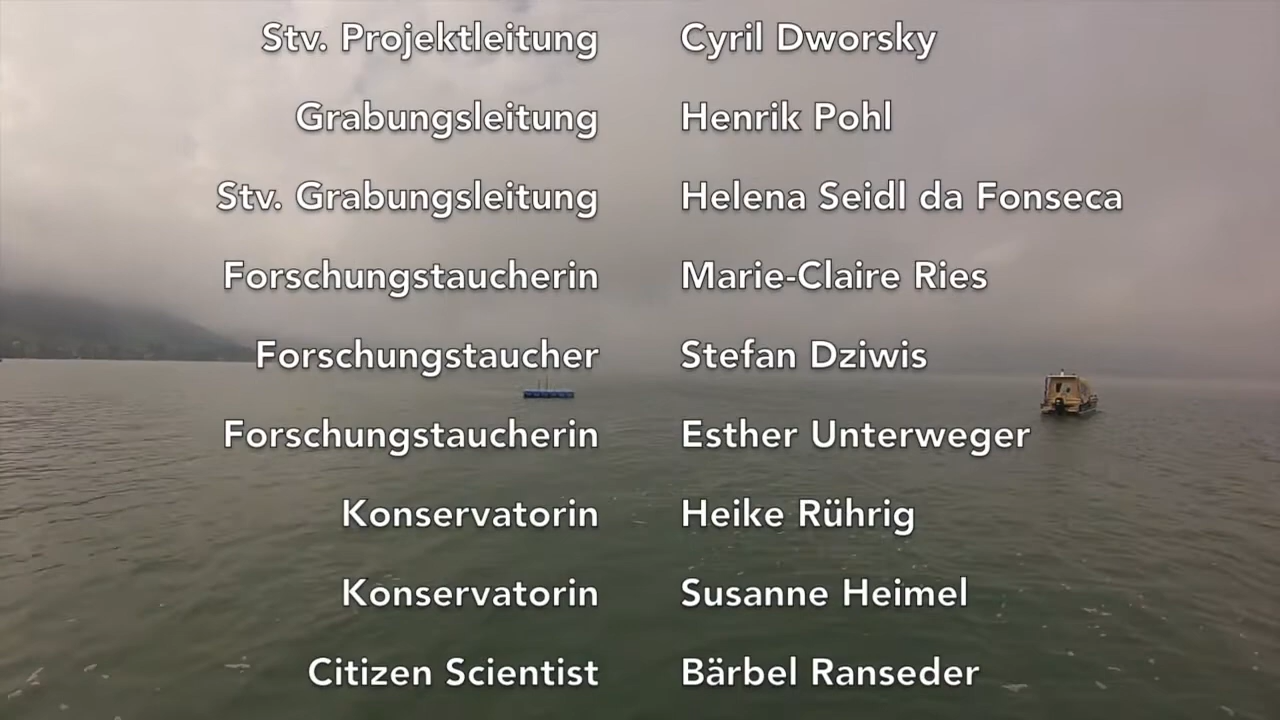 Stv. Projektleitung Cyril Dworsky
Grabungsleitung Henrik Pohl
Stv. Grabungsleitung Helena Seidl da Fonseca
Forschungstaucherin Marie-Claire Ries
Forschungstaucher Stefan Dziwis
Forschungstaucherin Esther Unterweger
Konservatorin Heike Rührig
Konservatorin Susanne Heimel
Citizen Scientist Bärbel Ranseder